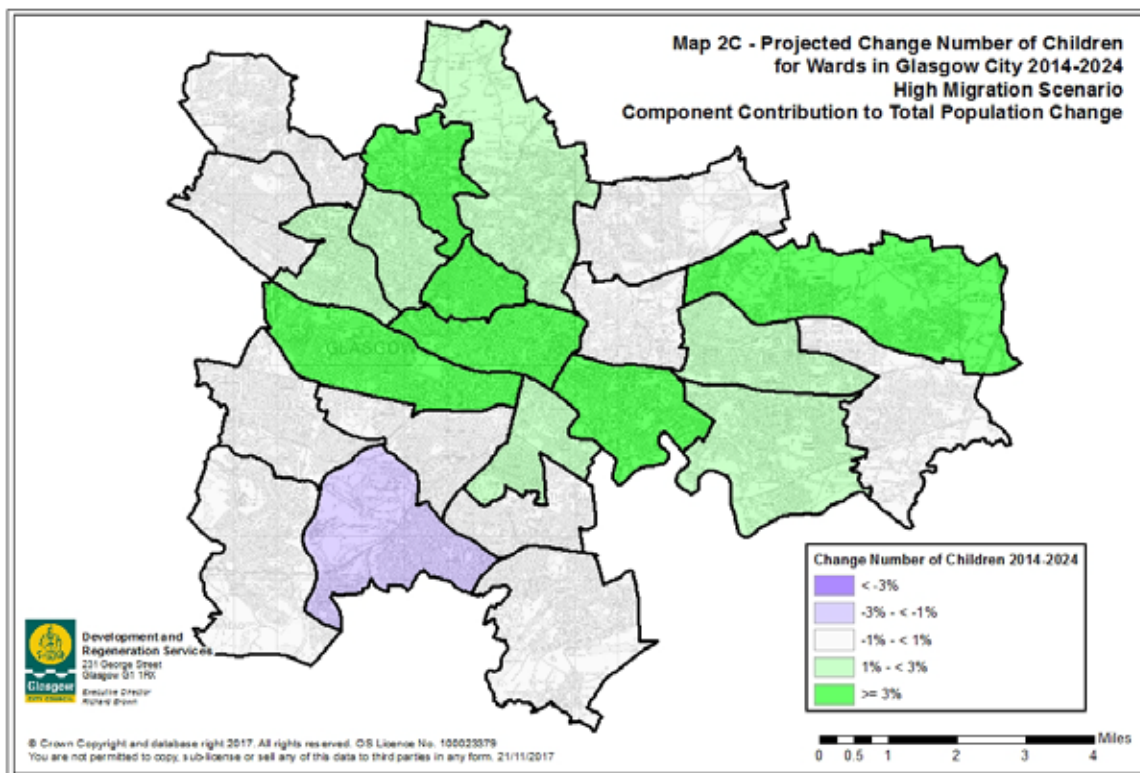 Map 2C - Projected Change Number of Children
for Wards in Glasgow City 2014-2024
High Migration Scenario
Component Contribution to Total Population Change
GLASGOW
Change Number of Children 2014-2024
< -3%
-3% - < -1%
-1% - < 1%
1% - < 3%
>= 3%
Development and
Regeneration Services
231 George Street
Glasgow G1 1RX
Executive Director
Richard Brown
Glasgow
CITY COUNCIL
Miles
0 0.5 1 2 3 4
© Crown Copyright and database right 2017. All rights reserved. OS Licence No. 100023379
You are not permitted to copy, sub-license or sell any of this data to third parties in any form. 21/11/2017